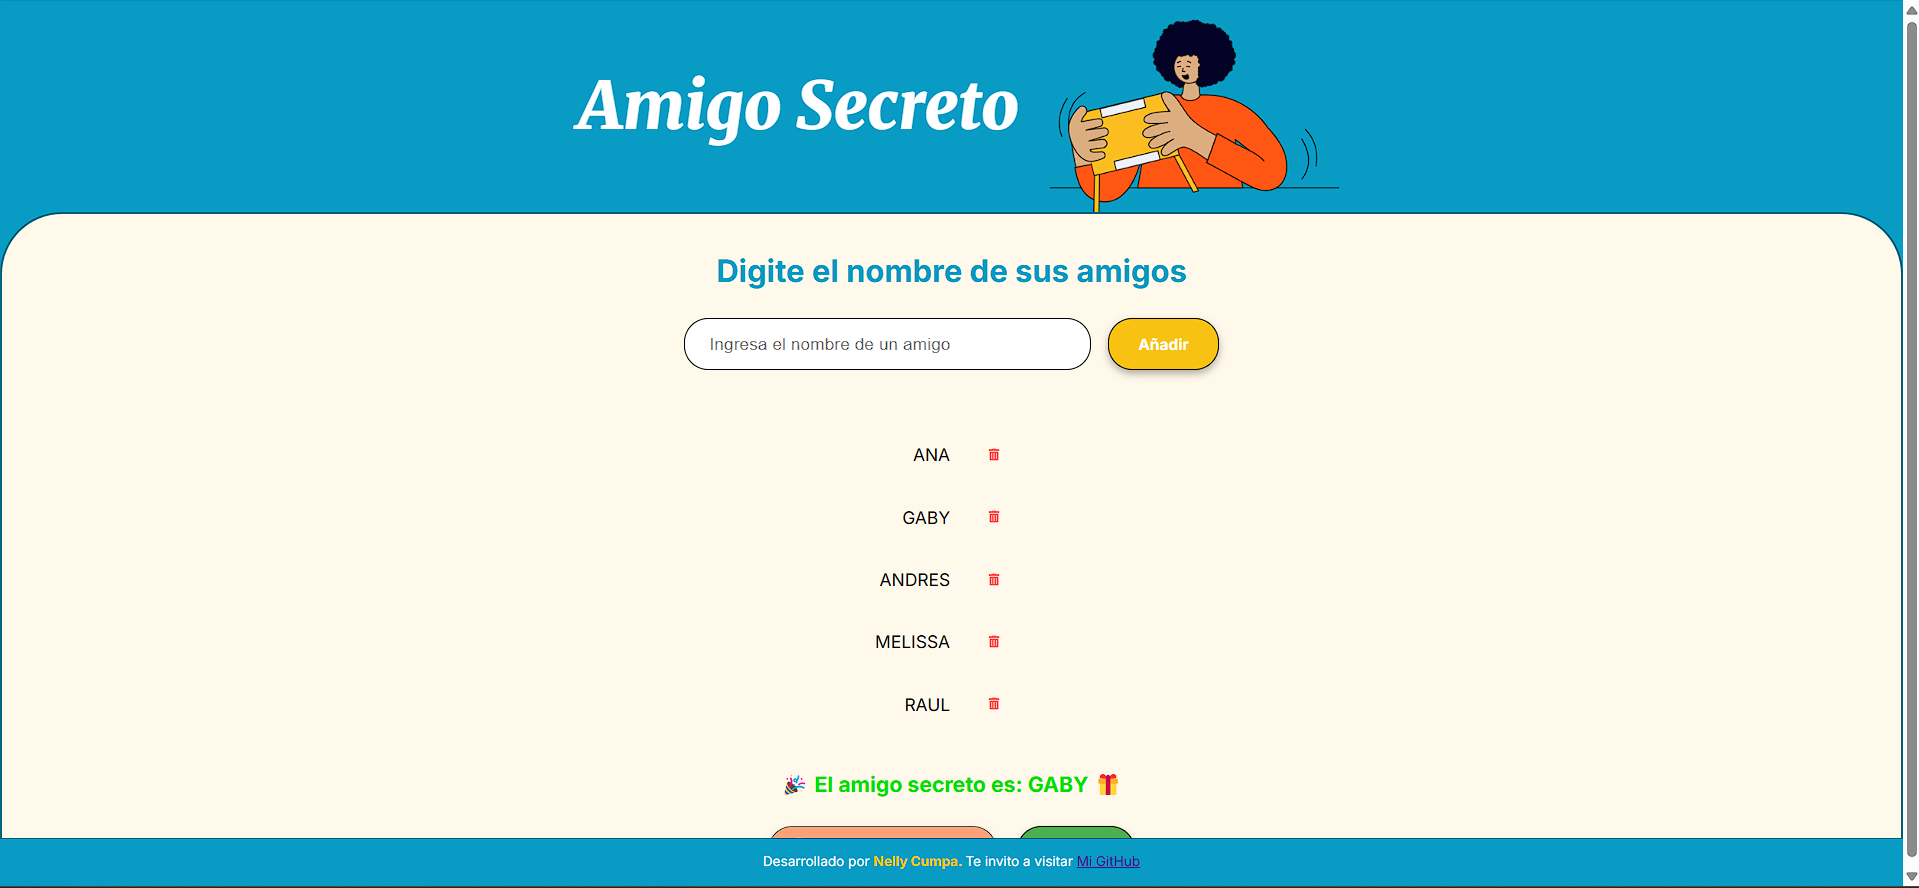 Amigo Secreto
Digite el nombre de sus amigos
Ingresa el nombre de un amigo
Añadir
ANA
GABY
ANDRES
MELISSA
RAUL
🎉 El amigo secreto es: GABY 🎁
Desarrollado por Nelly Cumpa. Te invito a visitar Mi GitHub